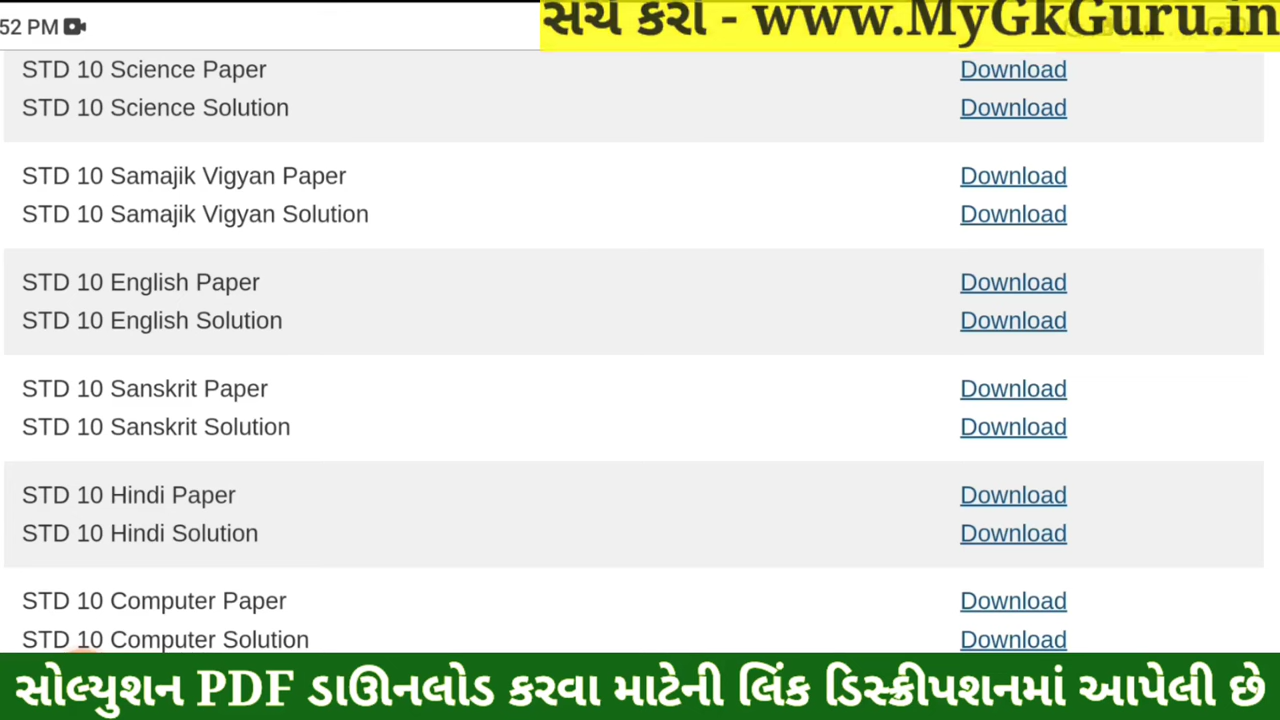 52 PM
સર્ચ કરો - www.MyGkGuru.in
STD 10 Science Paper Download
STD 10 Science Solution Download
STD 10 Samajik Vigyan Paper Download
STD 10 Samajik Vigyan Solution Download
STD 10 English Paper Download
STD 10 English Solution Download
STD 10 Sanskrit Paper Download
STD 10 Sanskrit Solution Download
STD 10 Hindi Paper Download
STD 10 Hindi Solution Download
STD 10 Computer Paper Download
STD 10 Computer Solution Download
સોલ્યુશન PDF ડાઊનલોડ કરવા માટેની લિંક ડિસ્ક્રીપશનમાં આપેલી છે